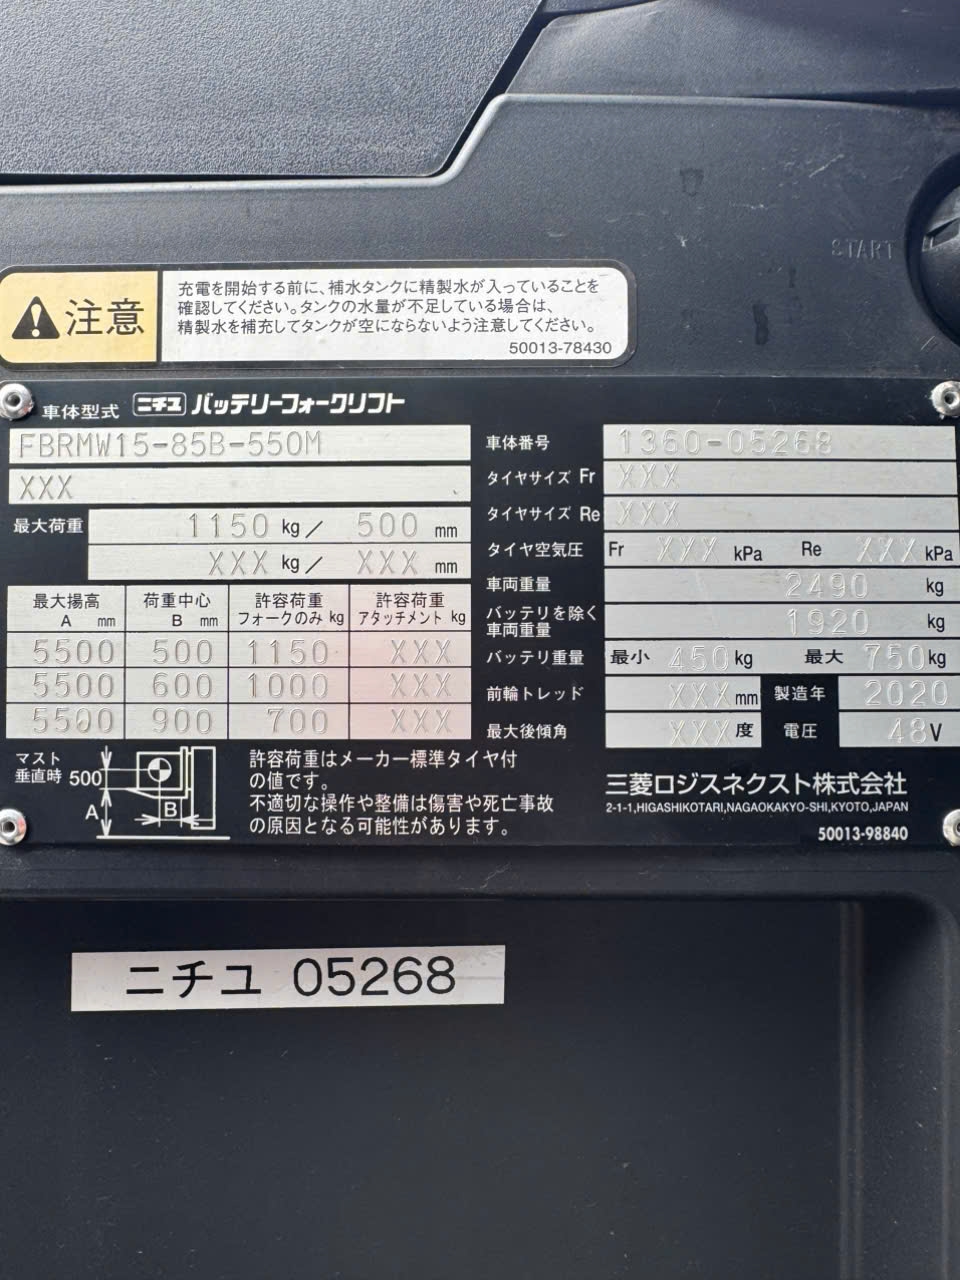 START
注意
充電を開始する前に、補水タンクに精製水が入っていることを
確認してください。タンクの水量が不足している場合は、
精製水を補充してタンクが空にならないよう注意してください。
50013-78430
車体型式 ニチユ バッテリーフォークリフト
FBRMW15-85B-550M
XXX
最大荷重 1150 kg／ 500 mm
XXX kg／ XXX mm
最大揚高 A mm 荷重中心 B mm 許容荷重 フォークのみ kg 許容荷重 アタッチメント kg
5500 500 1150 XXX
5500 600 1000 XXX
5500 900 700 XXX
マスト
垂直時 500
A
B
許容荷重はメーカー標準タイヤ付
の値です。
不適切な操作や整備は傷害や死亡事故
の原因となる可能性があります。
車体番号 1360-05268
タイヤサイズ Fr XXX
タイヤサイズ Re XXX
タイヤ空気圧 Fr XXX kPa Re XXX kPa
車両重量 2490 kg
バッテリを除く
車両重量 1920 kg
バッテリ重量 最小 450 kg 最大 750 kg
前輪トレッド XXX mm 製造年 2020
最大後傾角 XXX 度 電圧 48 V
三菱ロジスネクスト株式会社
2-1-1,HIGASHIKOTARI,NAGAOKAKYO-SHI,KYOTO,JAPAN
50013-98840
ニチユ 05268